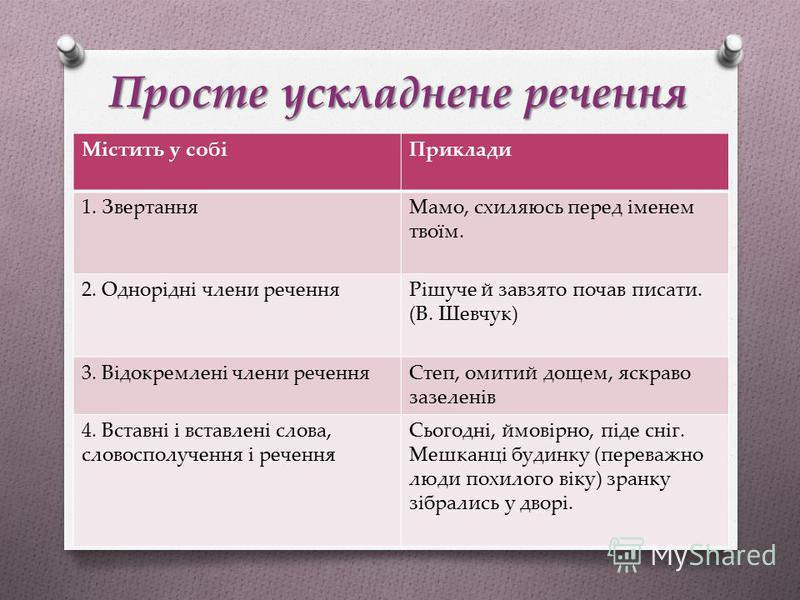 Просте ускладнене речення
Містить у собі
Приклади
1. Звертання
Мамо, схиляюсь перед іменем
твоїм.
2. Однорідні члени речення
Рішуче й завзято почав писати.
(В. Шевчук)
3. Відокремлені члени речення
Степ, омитий дощем, яскраво
зазеленів
4. Вставні і вставлені слова,
словосполучення і речення
Сьогодні, ймовірно, піде сніг.
Мешканці будинку (переважно
люди похилого віку) зранку
зібрались у дворі.
MyShared